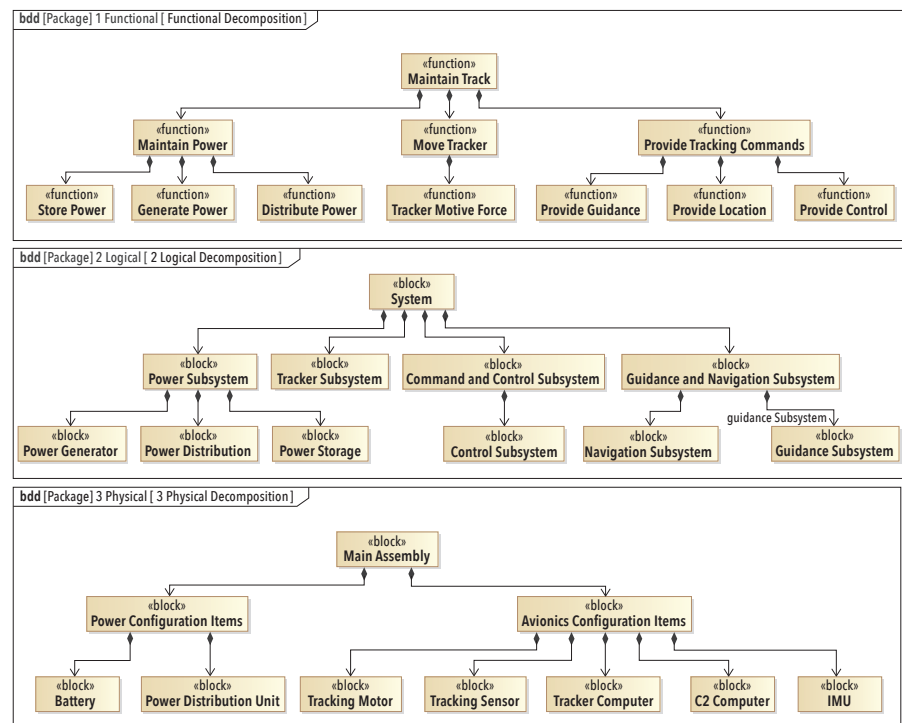 bdd [Package] 1 Functional [ Functional Decomposition]
«function»
Maintain Track
«function» «function» «function»
Maintain Power Move Tracker Provide Tracking Commands
«function» «function» «function» «function» «function» «function» «function»
Store Power Generate Power Distribute Power Tracker Motive Force Provide Guidance Provide Location Provide Control
bdd [Package] 2 Logical [ 2 Logical Decomposition]
«block»
System
«block» «block» «block» «block»
Power Subsystem Tracker Subsystem Command and Control Subsystem Guidance and Navigation Subsystem
guidance Subsystem
«block» «block» «block» «block» «block» «block»
Power Generator Power Distribution Power Storage Control Subsystem Navigation Subsystem Guidance Subsystem
bdd [Package] 3 Physical [ 3 Physical Decomposition]
«block»
Main Assembly
«block» «block»
Power Configuration Items Avionics Configuration Items
«block» «block» «block» «block» «block» «block» «block»
Battery Power Distribution Unit Tracking Motor Tracking Sensor Tracker Computer C2 Computer IMU